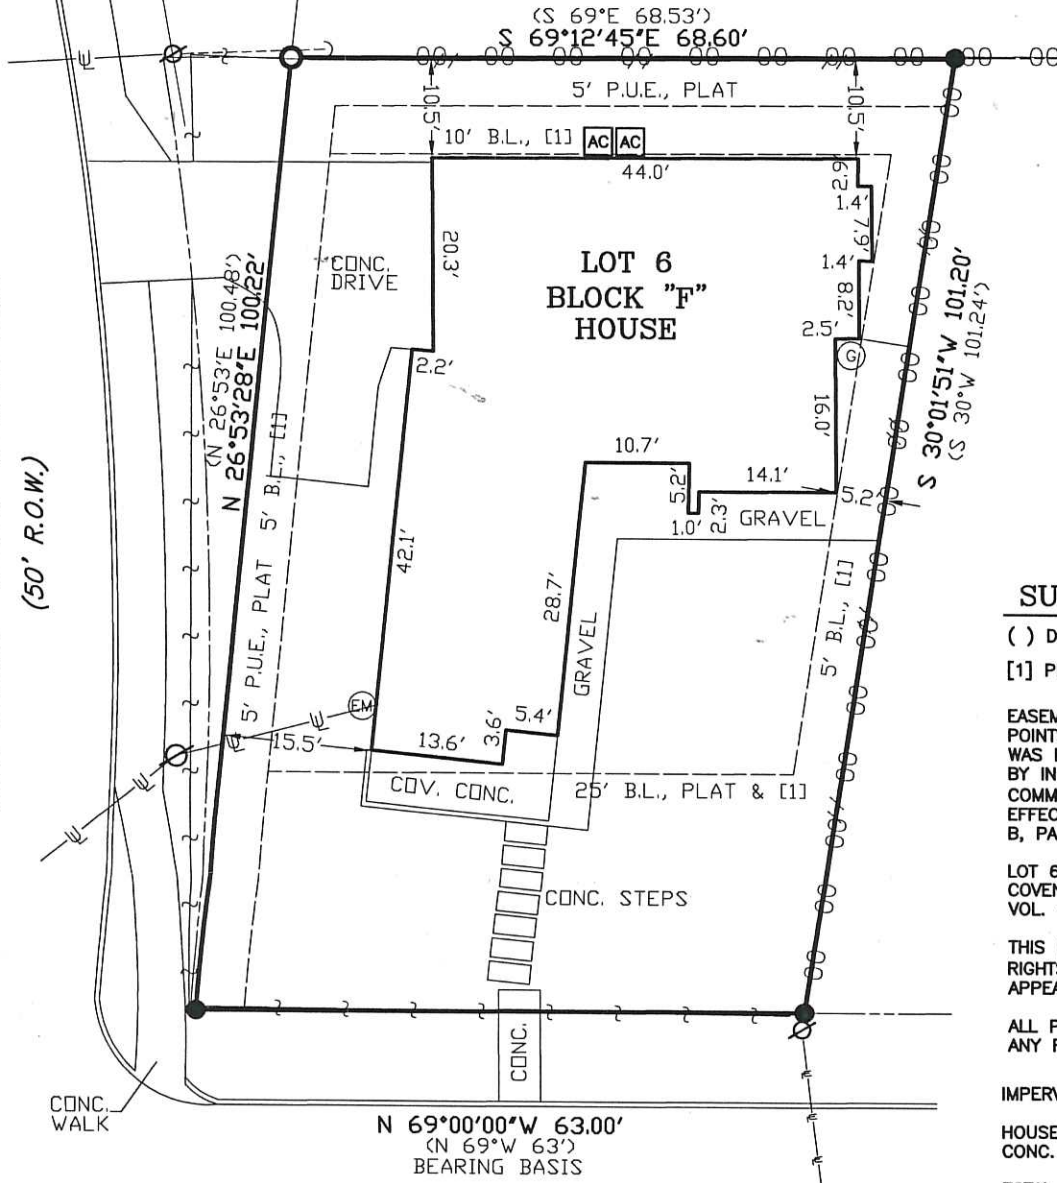 (S 69°E 68.53')
S 69°12'45"E 68.60'
5' P.U.E., PLAT
10.5'
10.5'
10' B.L., [1]
AC
AC
44.0'
6.2'
1.4'
7.9'
1.4'
8.2'
2.5'
G
20.3'
CONC.
DRIVE
LOT 6
BLOCK "F"
HOUSE
(N 26°53'E 100.48')
N 26°53'28"E 100.22'
S 30°01'51"W 101.20'
(S 30°W 101.24')
2.2'
16.0'
10.7'
5.2'
14.1'
5.2
1.0'
2.3'
GRAVEL
(50' R.O.W.)
5' P.U.E., PLAT
5' B.L., [1]
42.1'
28.7'
GRAVEL
5' B.L., [1]
EM
15.5'
13.6'
3.6'
5.4'
COV. CONC.
25' B.L., PLAT & [1]
CONC. STEPS
CONC.
CONC.
WALK
N 69°00'00"W 63.00'
(N 69°W 63')
BEARING BASIS
SU
( ) D
[1] P
EASEM
POINT
WAS
BY IN
COMM
EFFEC
B, PA
LOT 6
COVEN
VOL.
THIS
RIGHTS
APPEA
ALL P
ANY
IMPERV
HOUSE
CONC.